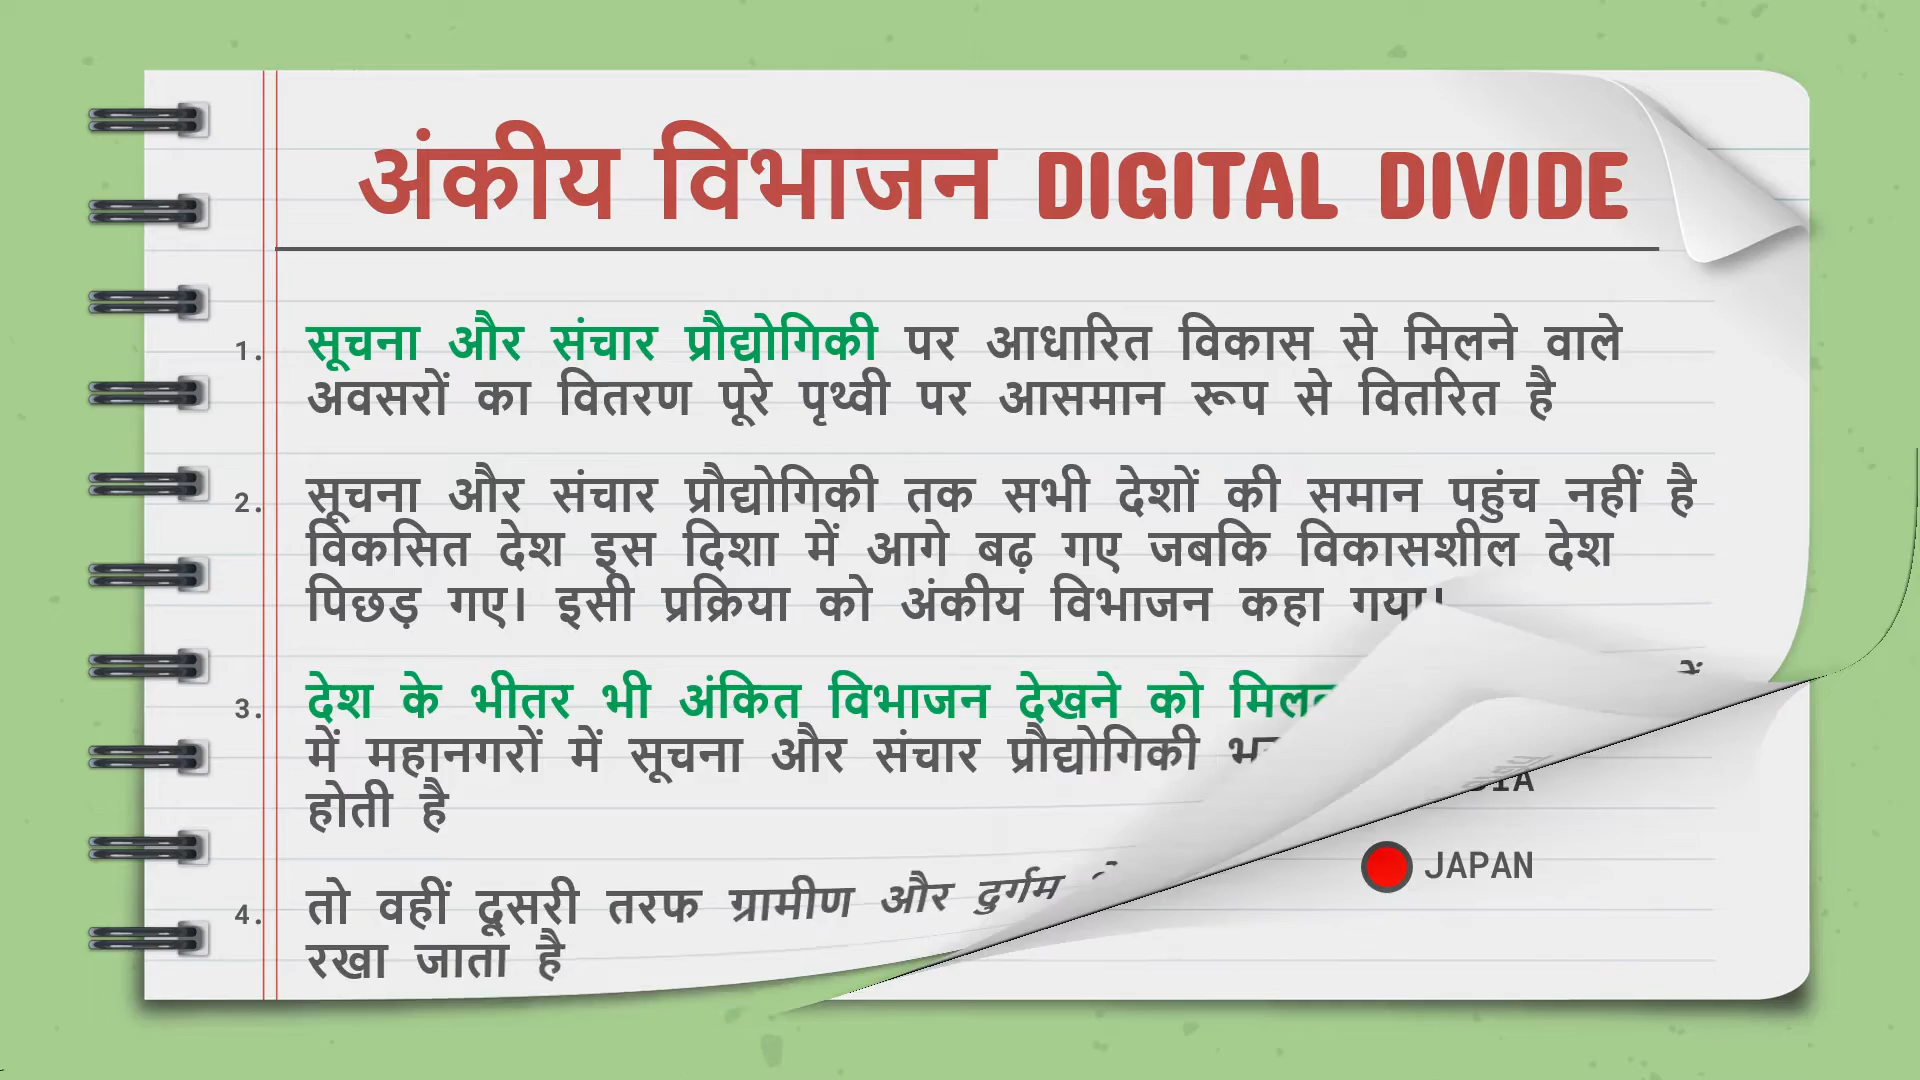 अंकीय विभाजन DIGITAL DIVIDE
1. सूचना और संचार प्रौद्योगिकी पर आधारित विकास से मिलने वाले
अवसरों का वितरण पूरे पृथ्वी पर आसमान रूप से वितरित है
2. सूचना और संचार प्रौद्योगिकी तक सभी देशों की समान पहुंच नहीं है
विकसित देश इस दिशा में आगे बढ़ गए जबकि विकासशील देश
पिछड़ गए। इसी प्रक्रिया को अंकीय विभाजन कहा गया।
3. देश के भीतर भी अंकित विभाजन देखने को
में महानगरों में सूचना और संचार प्रौद्योगिकी
होती है
4. तो वहीं दूसरी तरफ ग्रामीण और दुर्गम
रखा जाता है
JAPAN